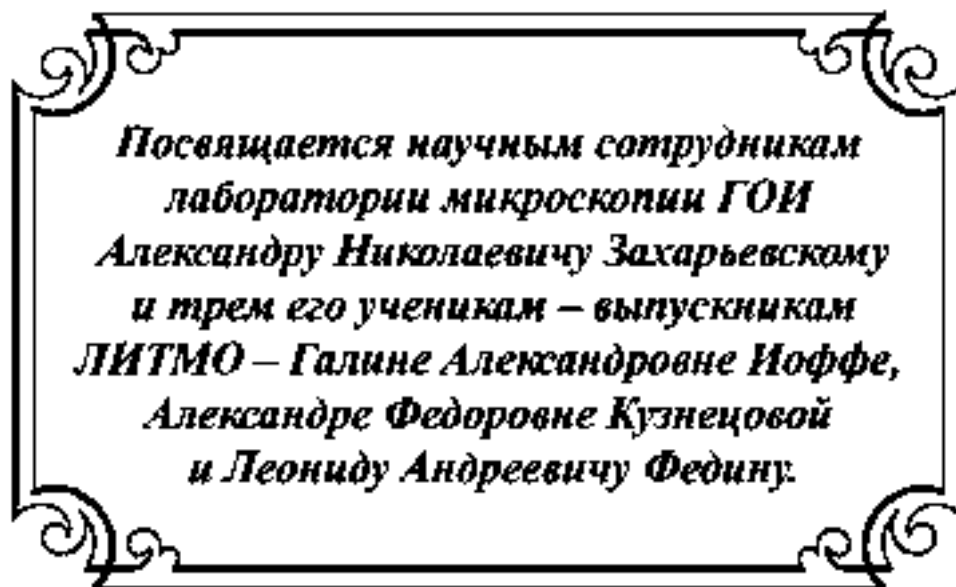 Посвящается научным сотрудникам
лаборатории микроскопии ГОИ
Александру Николаевичу Захарьевскому
и трем его ученикам – выпускникам
ЛИТМО – Галине Александровне Иоффе,
Александре Федоровне Кузнецовой
и Леониду Андреевичу Федину.